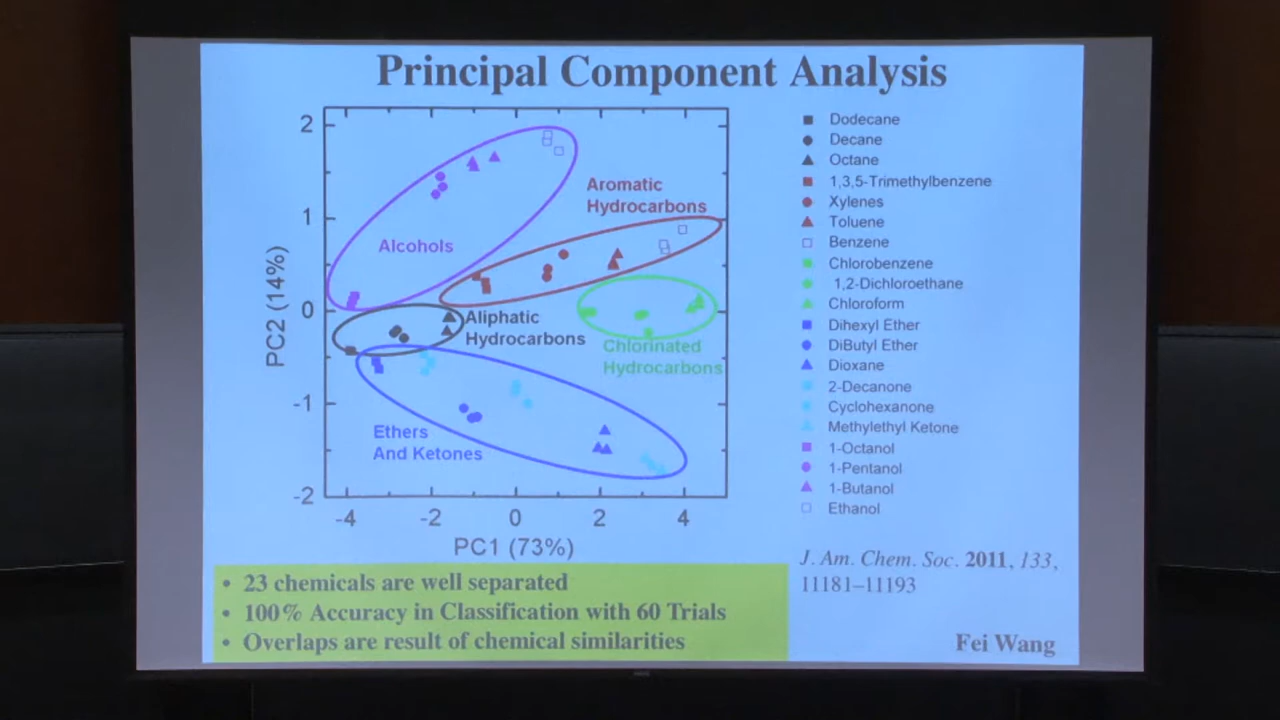 Principal Component Analysis
2
1
0
-1
-2
-4
-2
0
2
4
PC2 (14%)
PC1 (73%)
Alcohols
Aromatic
Hydrocarbons
Aliphatic
Hydrocarbons
Chlorinated
Hydrocarbons
Ethers
And Ketones
Dodecane
Decane
Octane
1,3,5-Trimethylbenzene
Xylenes
Toluene
Benzene
Chlorobenzene
1,2-Dichloroethane
Chloroform
Dihexyl Ether
DiButyl Ether
Dioxane
2-Decanone
Cyclohexanone
Methylethyl Ketone
1-Octanol
1-Pentanol
1-Butanol
Ethanol
• 23 chemicals are well separated
• 100% Accuracy in Classification with 60 Trials
• Overlaps are result of chemical similarities
J. Am. Chem. Soc. 2011, 133,
11181–11193
Fei Wang